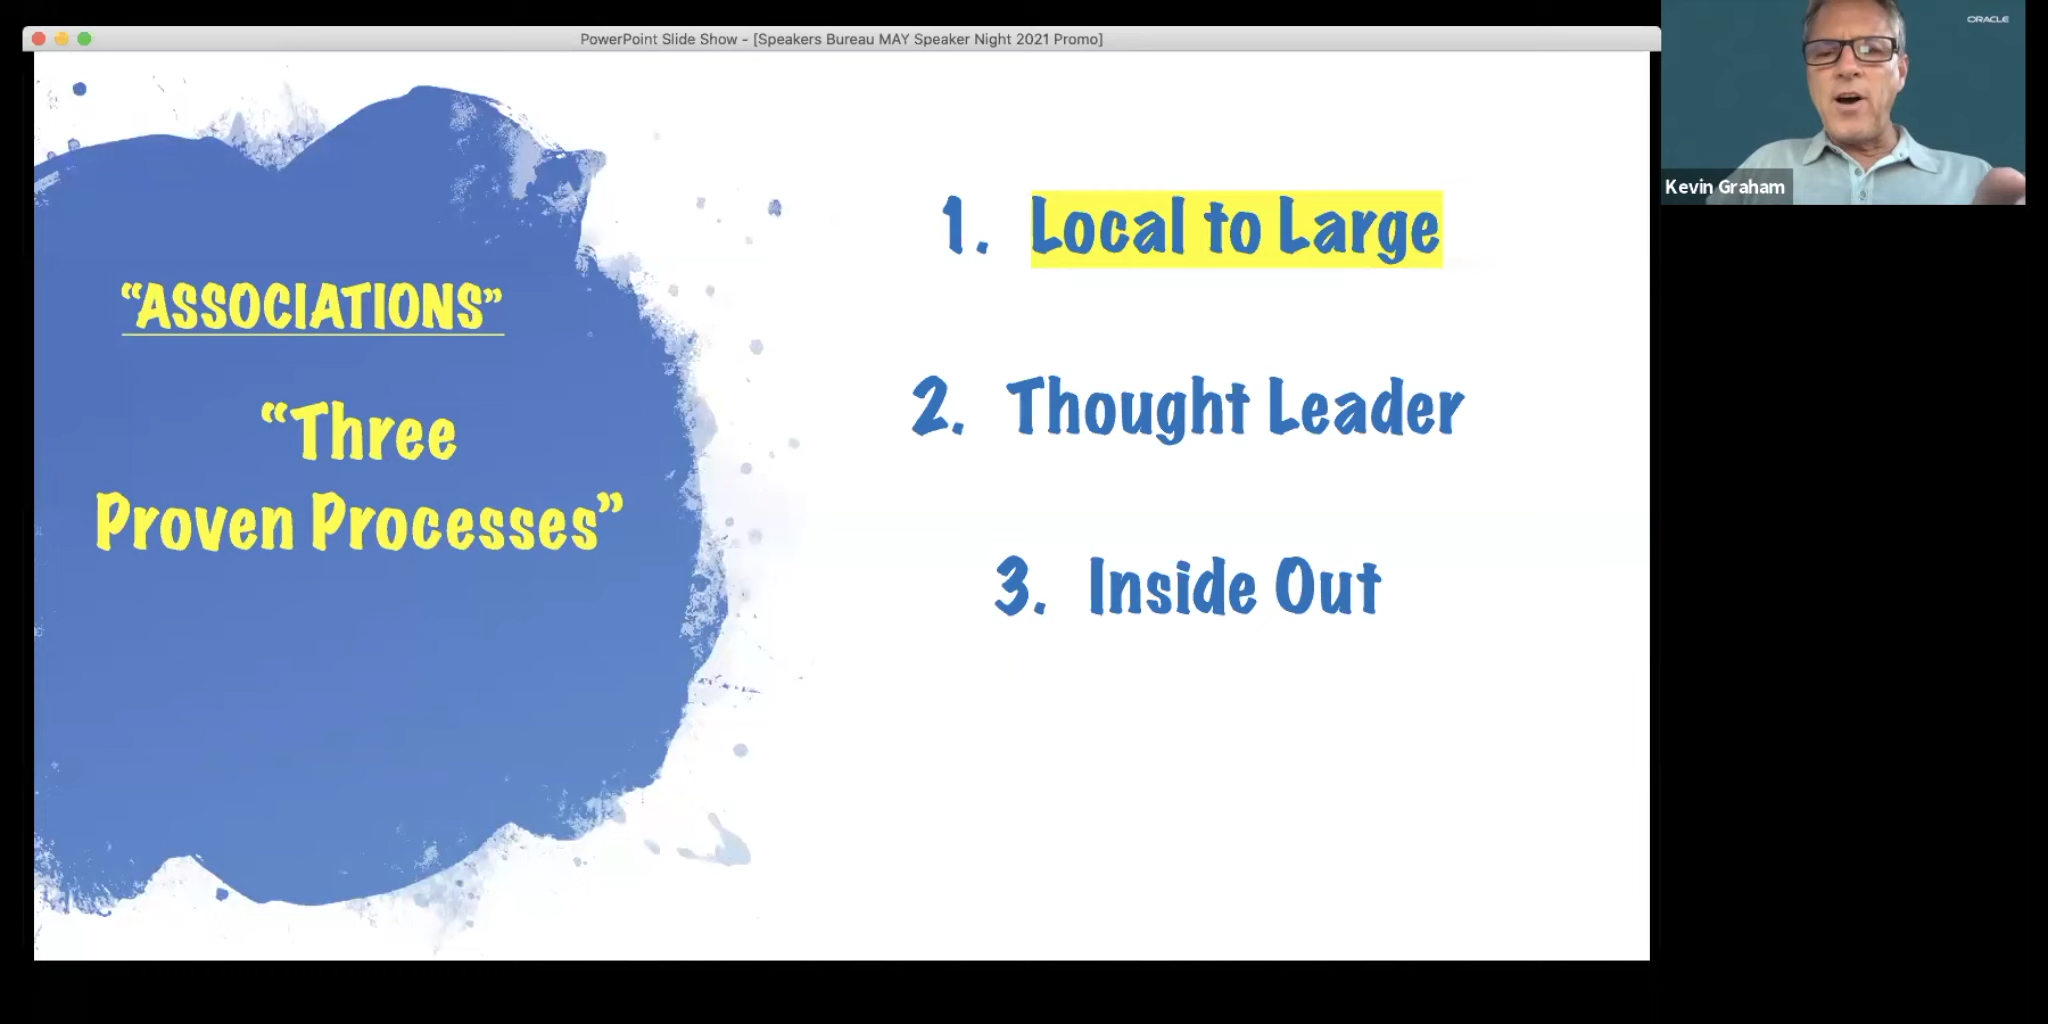 PowerPoint Slide Show - [Speakers Bureau MAY Speaker Night 2021 Promo]
ORACLE
Kevin Graham
“ASSOCIATIONS”
“Three
Proven Processes”
1. Local to Large
2. Thought Leader
3. Inside Out